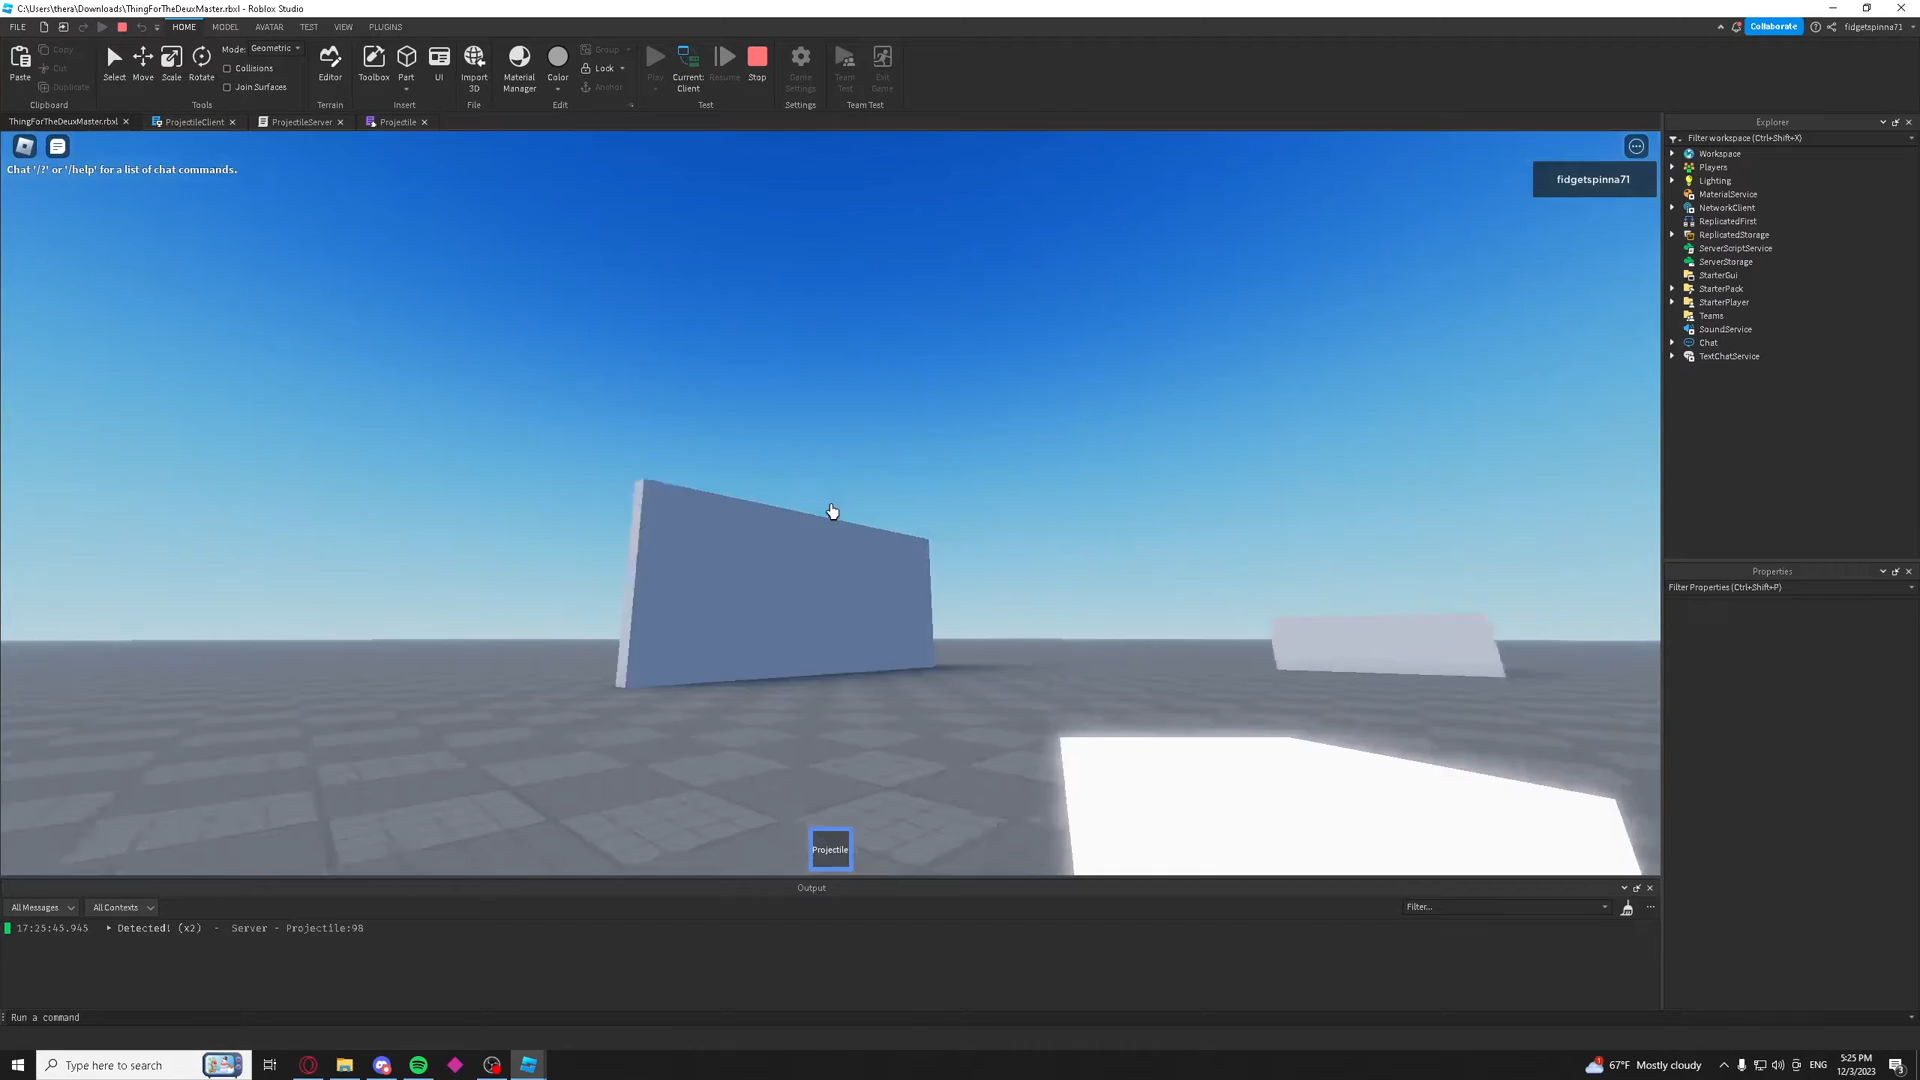 C:\Users\thera\Downloads\ThingForTheDeuxMaster.rbxl - Roblox Studio
FILE HOME MODEL AVATAR TEST VIEW PLUGINS
Collaborate
fidgetspinna71
Paste
Copy
Cut
Duplicate
Clipboard
Select
Move
Scale
Rotate
Mode: Geometric
Collisions
Join Surfaces
Tools
Editor
Terrain
Toolbox
Part
UI
Insert
Import 3D
File
Material Manager
Color
Group
Lock
Anchor
Edit
Play
Current: Client
Resume
Stop
Test
Game Settings
Settings
Team Test
Exit Game
Team Test
ThingForTheDeuxMaster.rbxl
ProjectileClient
ProjectileServer
Projectile
Chat '/?' or '/help' for a list of chat commands.
fidgetspinna71
Projectile
Explorer
Filter workspace (Ctrl+Shift+X)
Workspace
Players
Lighting
MaterialService
NetworkClient
ReplicatedFirst
ReplicatedStorage
ServerScriptService
ServerStorage
StarterGui
StarterPack
StarterPlayer
Teams
SoundService
Chat
TextChatService
Properties
Filter Properties (Ctrl+Shift+P)
Output
All Messages
All Contexts
Filter...
17:25:45.945 Detected! (x2) - Server - Projectile:98
Run a command
Type here to search
67°F Mostly cloudy
ENG
5:25 PM
12/3/2023